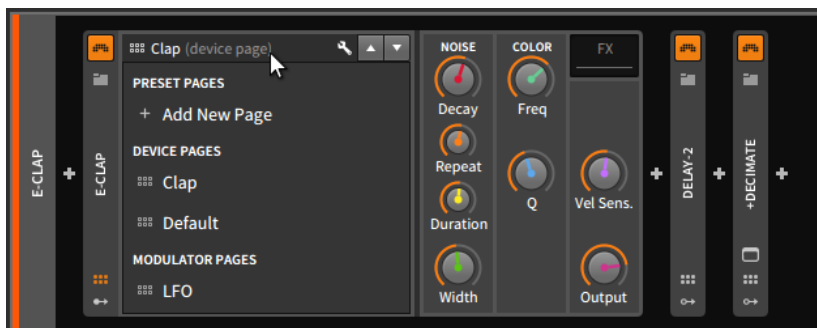 E-CLAP
E-CLAP
Clap (device page)
PRESET PAGES
+ Add New Page
DEVICE PAGES
Clap
Default
MODULATOR PAGES
LFO
NOISE
Decay
Repeat
Duration
Width
COLOR
Freq
Q
FX
Vel Sens.
Output
DELAY-2
+DECIMATE